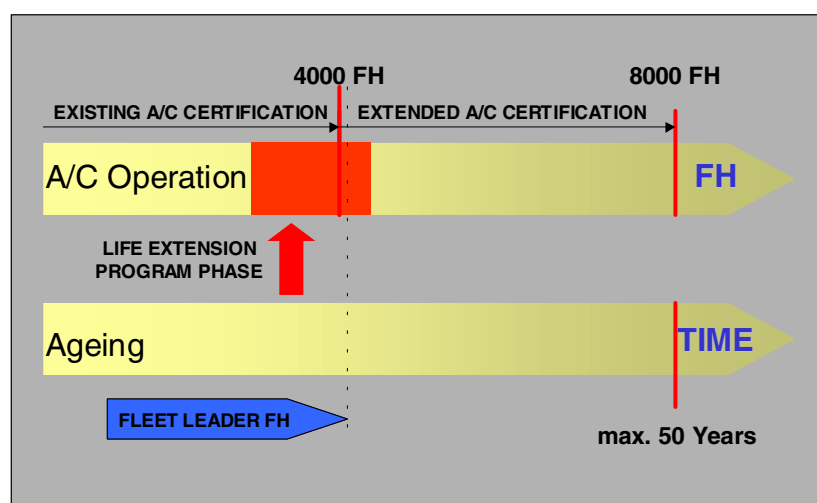 4000 FH
8000 FH
EXISTING A/C CERTIFICATION
EXTENDED A/C CERTIFICATION
A/C Operation
FH
LIFE EXTENSION
PROGRAM PHASE
Ageing
TIME
FLEET LEADER FH
max. 50 Years